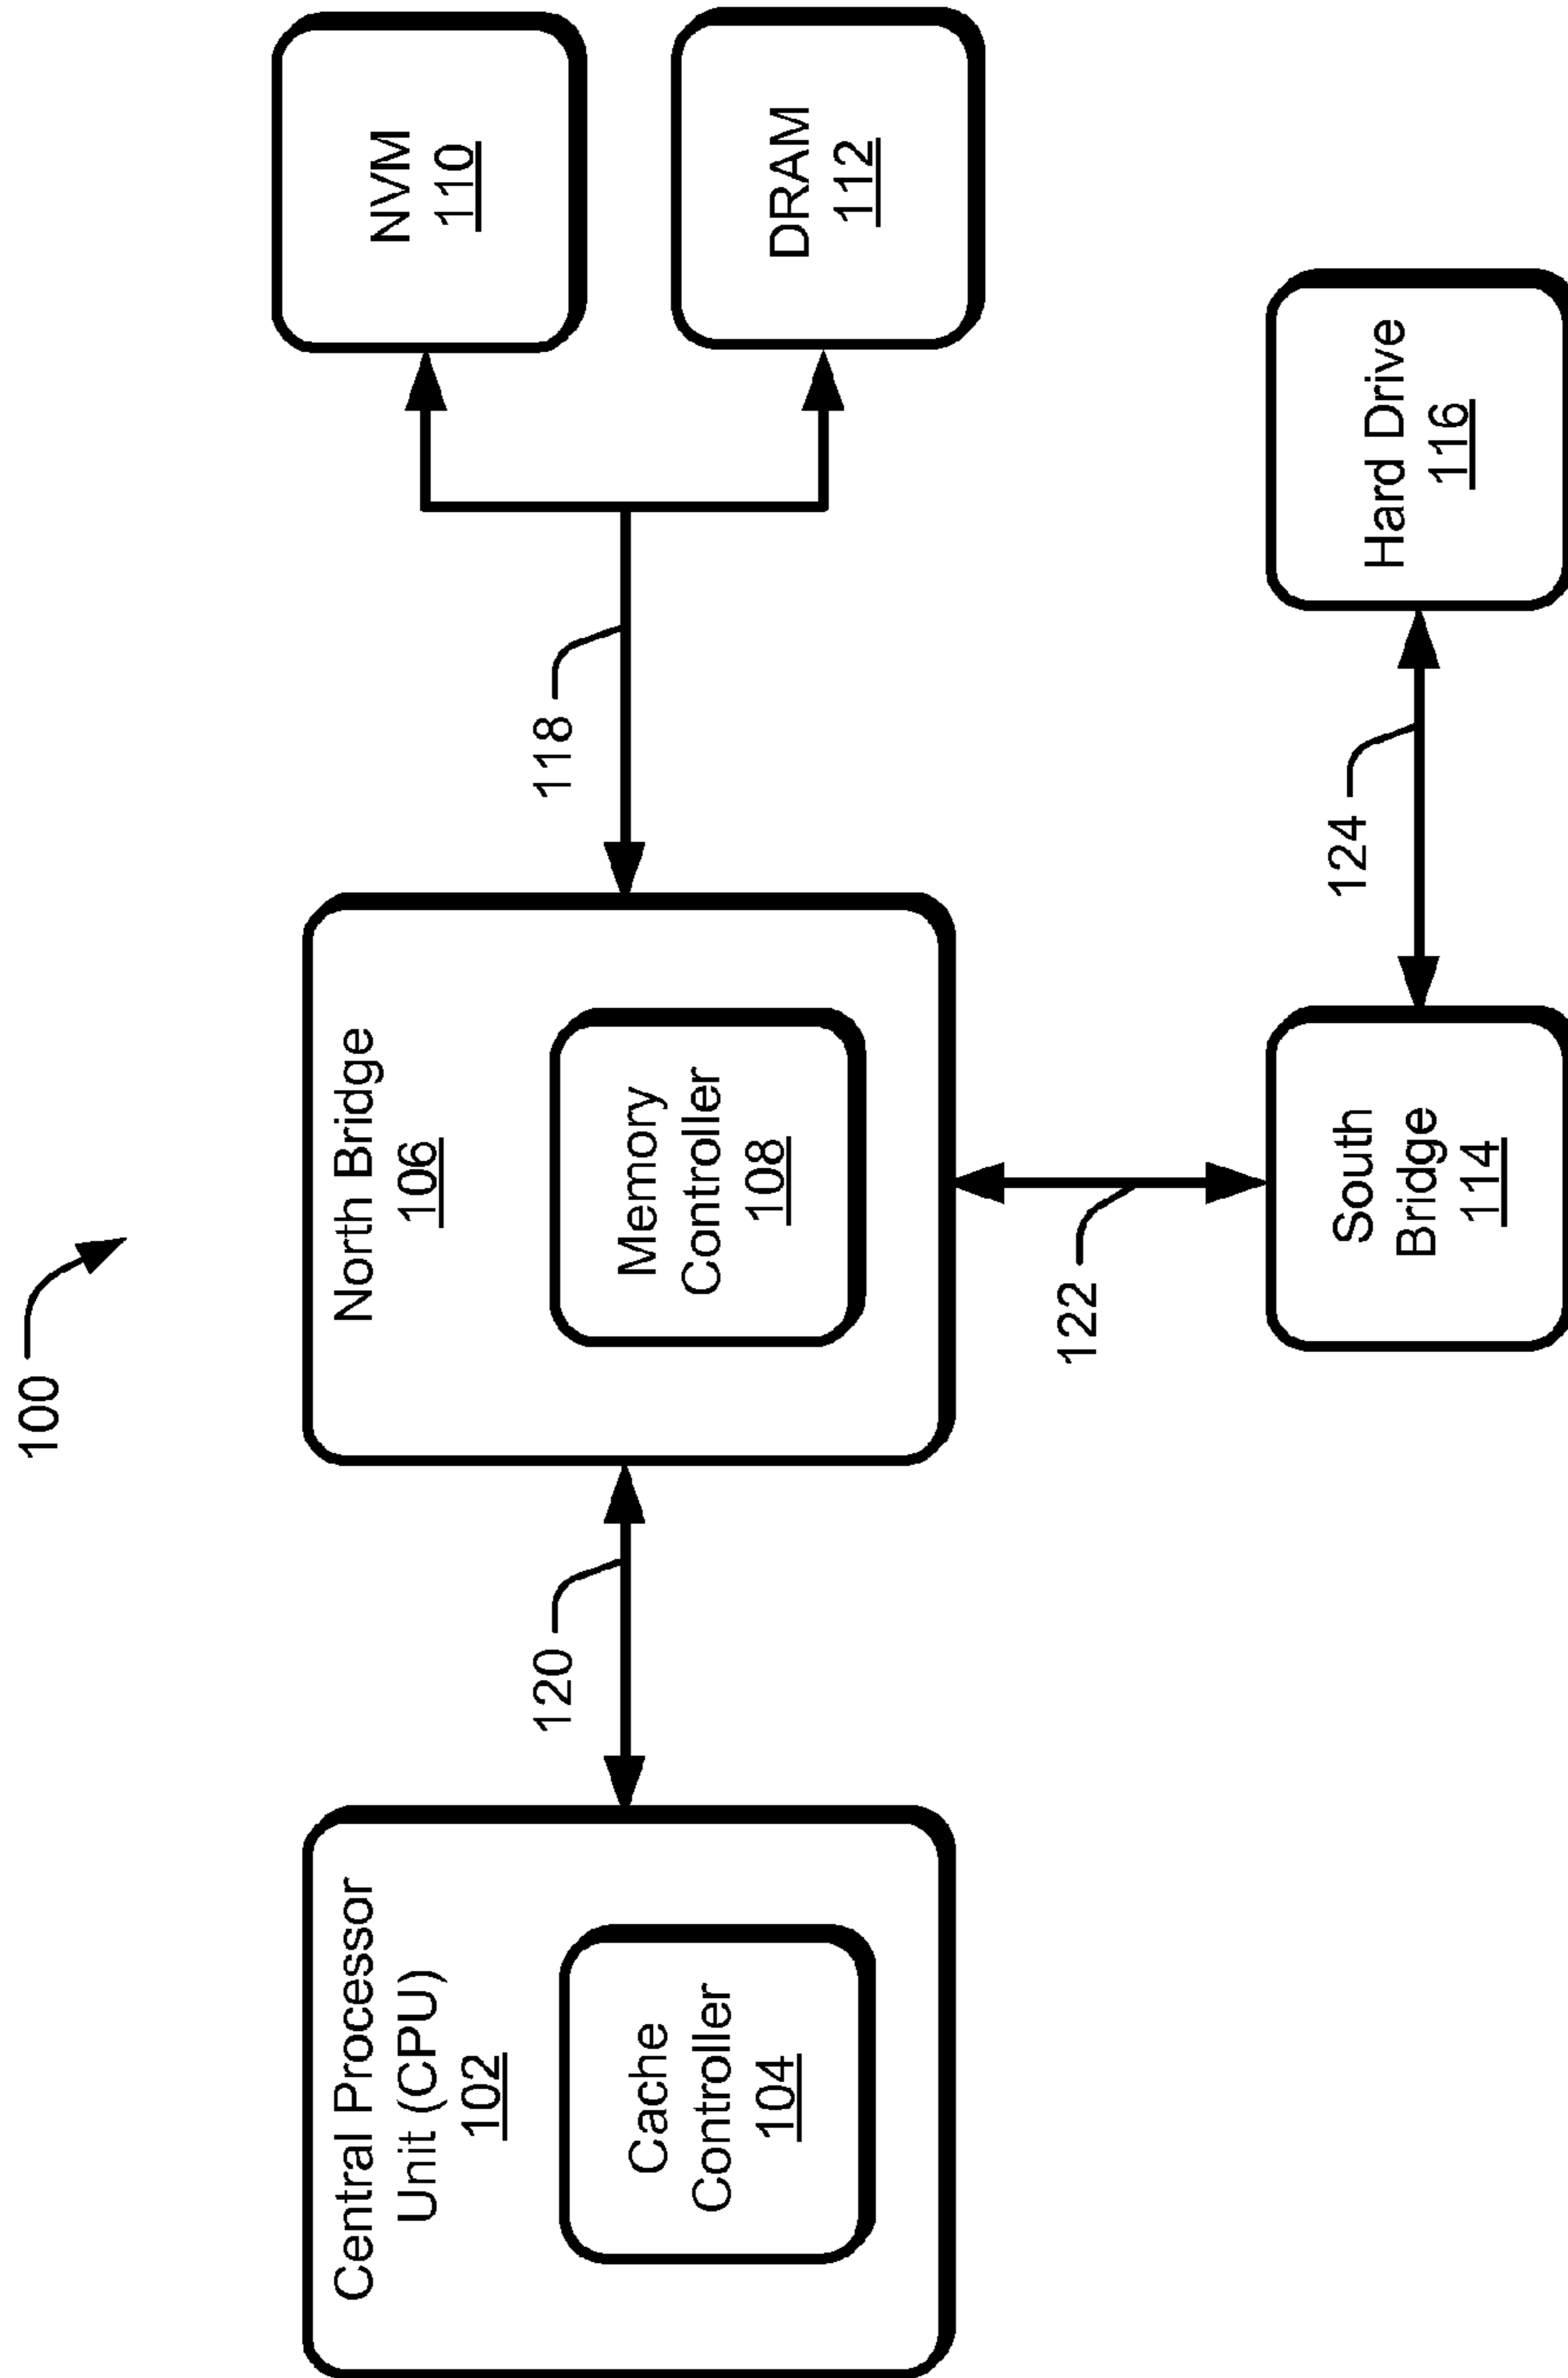 100
Central Processor
Unit (CPU)
102
Cache
Controller
104
120
North Bridge
106
Memory
Controller
108
118
NVM
110
DRAM
112
122
South
Bridge
114
124
Hard Drive
116